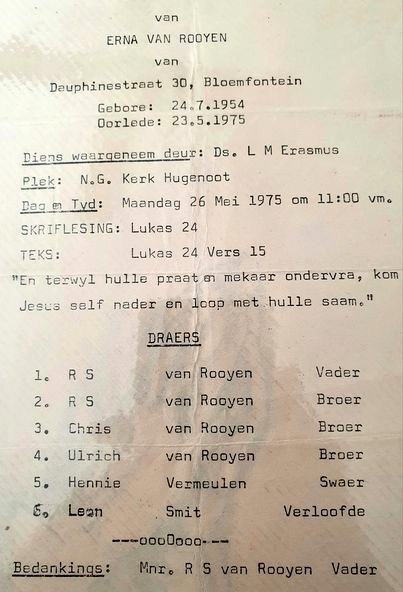 van
ERNA VAN ROOYEN
van
Dauphinestraat 30, Bloemfontein
Gebore: 24.7.1954
Oorlede: 23.5.1975
Diens waargeneem deur: Ds. L M Erasmus
Plek: N.G. Kerk Hugenoot
Dag en Tyd: Maandag 26 Mei 1975 om 11:00 vm.
SKRIFLESING: Lukas 24
TEKS: Lukas 24 Vers 15
"En terwyl hulle praat en mekaar ondervra, kom
Jesus self nader en loop met hulle saam."
DRAERS
1. R S van Rooyen Vader
2. R S van Rooyen Broer
3. Chris van Rooyen Broer
4. Ulrich van Rooyen Broer
5. Hennie Vermeulen Swaer
6. Leon Smit Verloofde
---oooOooo---
Bedankings: Mnr. R S van Rooyen Vader